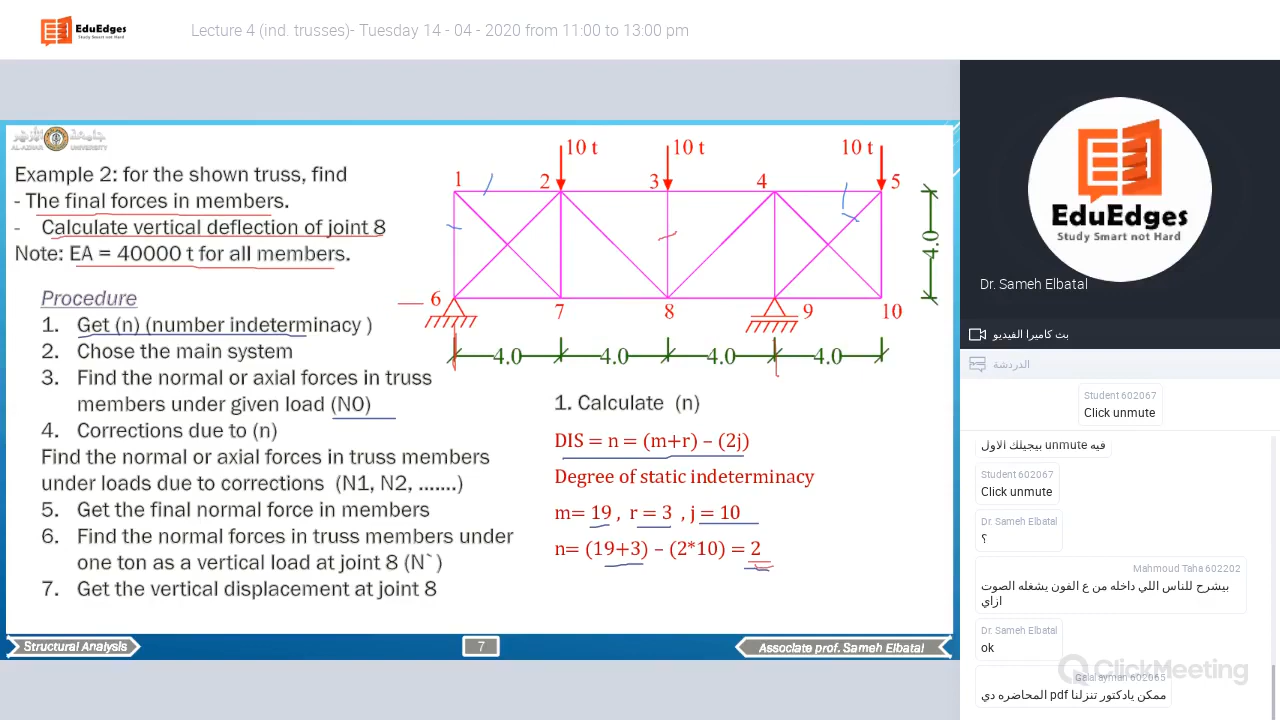 EduEdges
Study Smart not Hard
Lecture 4 (ind. trusses)- Tuesday 14 - 04 - 2020 from 11:00 to 13:00 pm
جامعة الأزهر
AL-AZHAR UNIVERSITY
Example 2: for the shown truss, find
- The final forces in members.
- Calculate vertical deflection of joint 8
Note: EA = 40000 t for all members.
Procedure
1. Get (n) (number indeterminacy )
2. Chose the main system
3. Find the normal or axial forces in truss
members under given load (N0)
4. Corrections due to (n)
Find the normal or axial forces in truss members
under loads due to corrections (N1, N2, .......)
5. Get the final normal force in members
6. Find the normal forces in truss members under
one ton as a vertical load at joint 8 (N`)
7. Get the vertical displacement at joint 8
10 t 10 t 10 t
1 2 3 4 5
4.0
6 7 8 9 10
4.0 4.0 4.0 4.0
1. Calculate (n)
DIS = n = (m+r) – (2j)
Degree of static indeterminacy
m= 19 , r = 3 , j = 10
n= (19+3) – (2*10) = 2
Structural Analysis
7
Associate prof. Sameh Elbatal
EduEdges
Study Smart not Hard
Dr. Sameh Elbatal
بث كاميرا الفيديو
الدردشة
Student 602067
Click unmute
فيه unmute بيجيلك الاول
Student 602067
Click unmute
Dr. Sameh Elbatal
؟
Mahmoud Taha 602202
بيشرح للناس اللي داخله من ع الفون يشغله الصوت
ازاي
Dr. Sameh Elbatal
ok
Galal ayman 602065
ممكن يادكتور تنزلنا pdf المحاضره دي
ClickMeeting